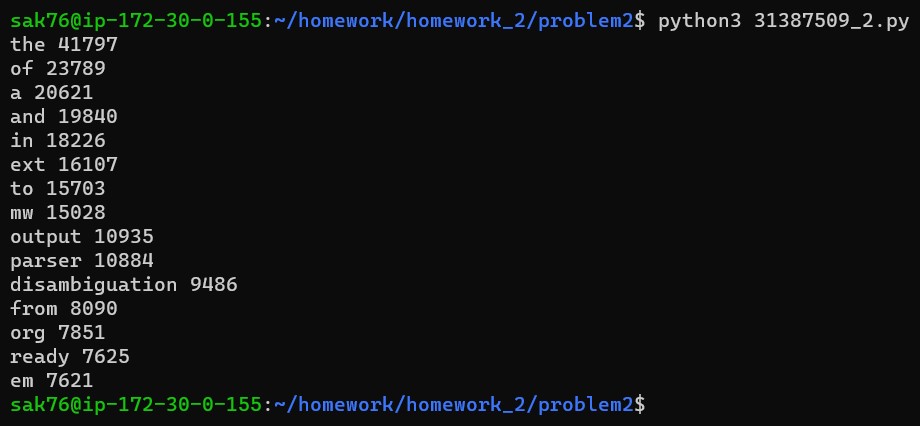 sak76@ip-172-30-0-155:~/homework/homework_2/problem2$ python3 31387509_2.py
the 41797
of 23789
a 20621
and 19840
in 18226
ext 16107
to 15703
mw 15028
output 10935
parser 10884
disambiguation 9486
from 8090
org 7851
ready 7625
em 7621
sak76@ip-172-30-0-155:~/homework/homework_2/problem2$